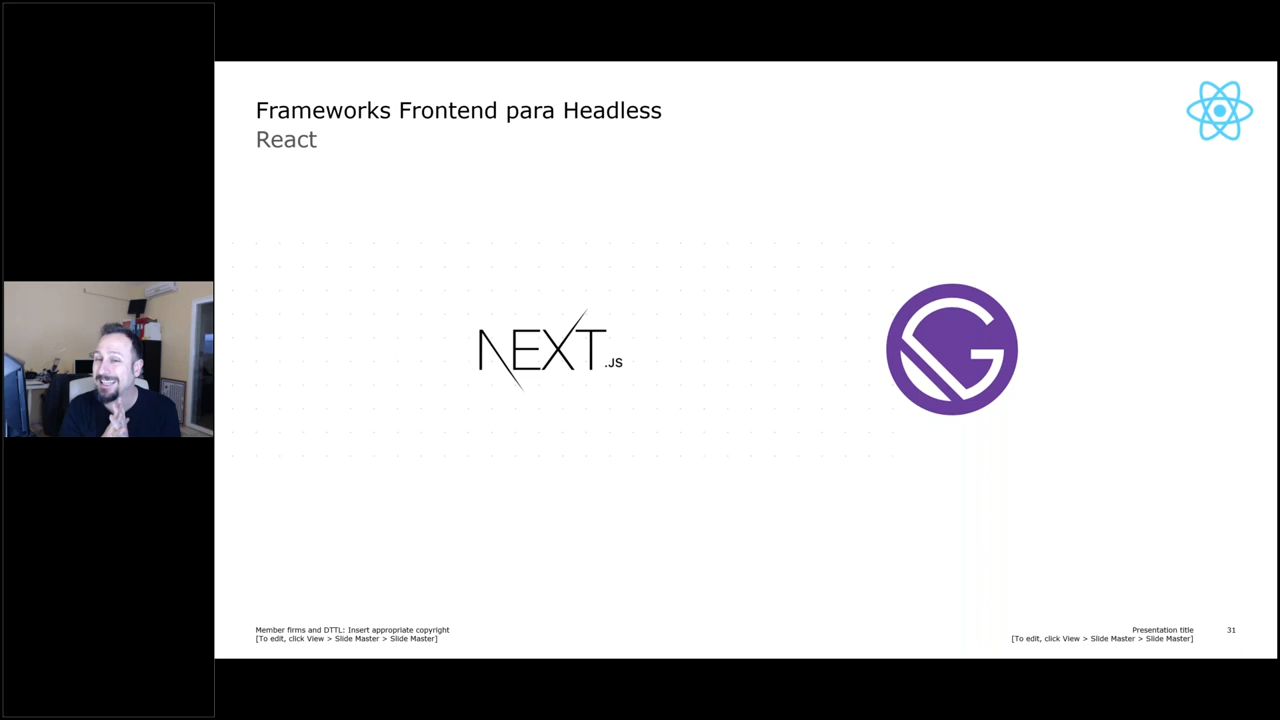 Frameworks Frontend para Headless
React
NEXT.JS
Member firms and DTTL: Insert appropriate copyright
[To edit, click View > Slide Master > Slide Master]
Presentation title
[To edit, click View > Slide Master > Slide Master]
31